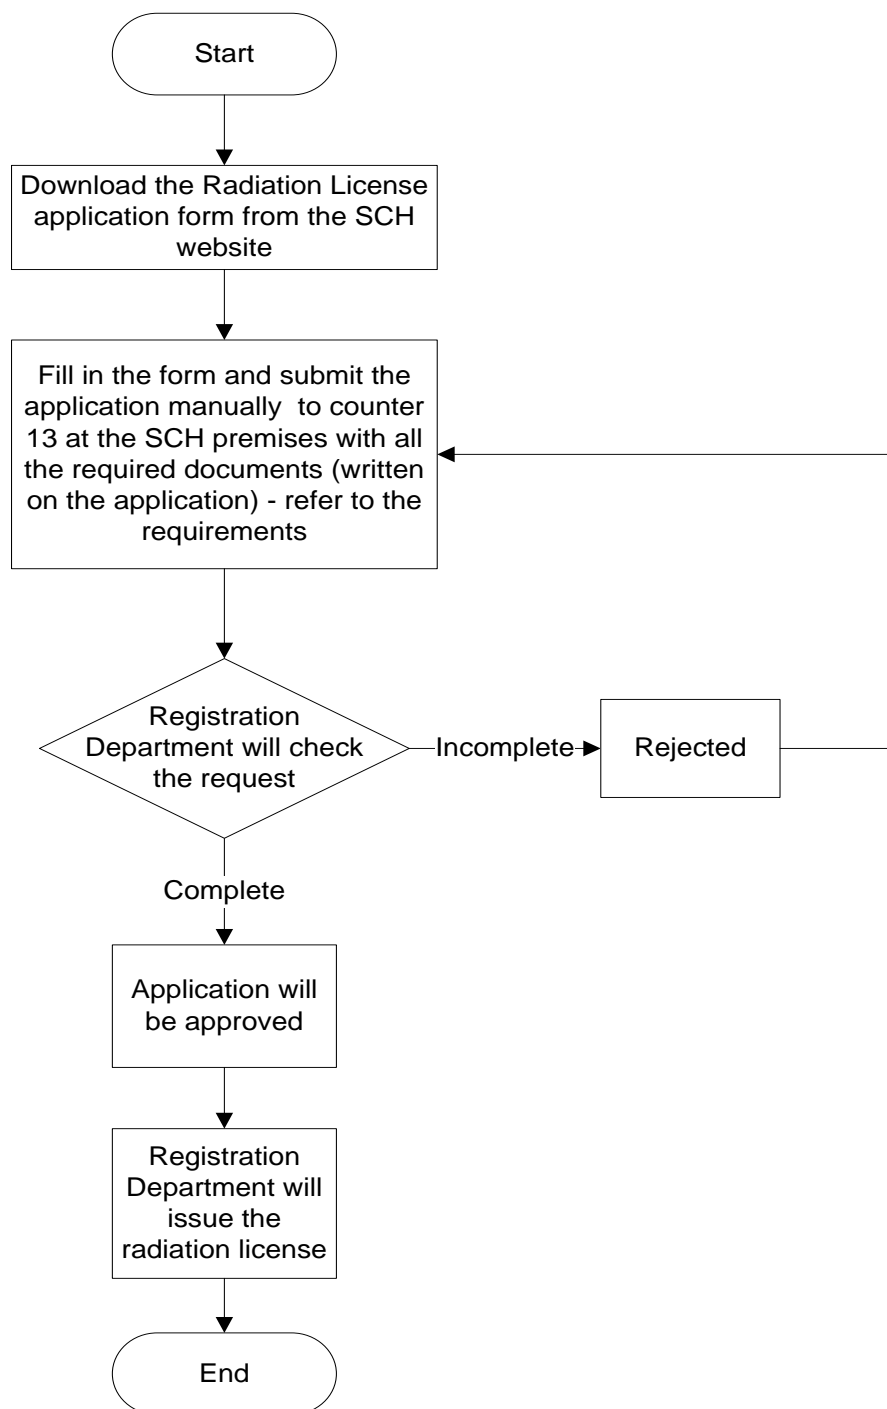 Start
Download the Radiation License
application form from the SCH
website
Fill in the form and submit the
application manually  to counter
13 at the SCH premises with all
the required documents (written
on the application) - refer to the
requirements
Registration
Department will check
the request
Incomplete
Rejected
Complete
Application will
be approved
Registration
Department will
issue the
radiation license
End